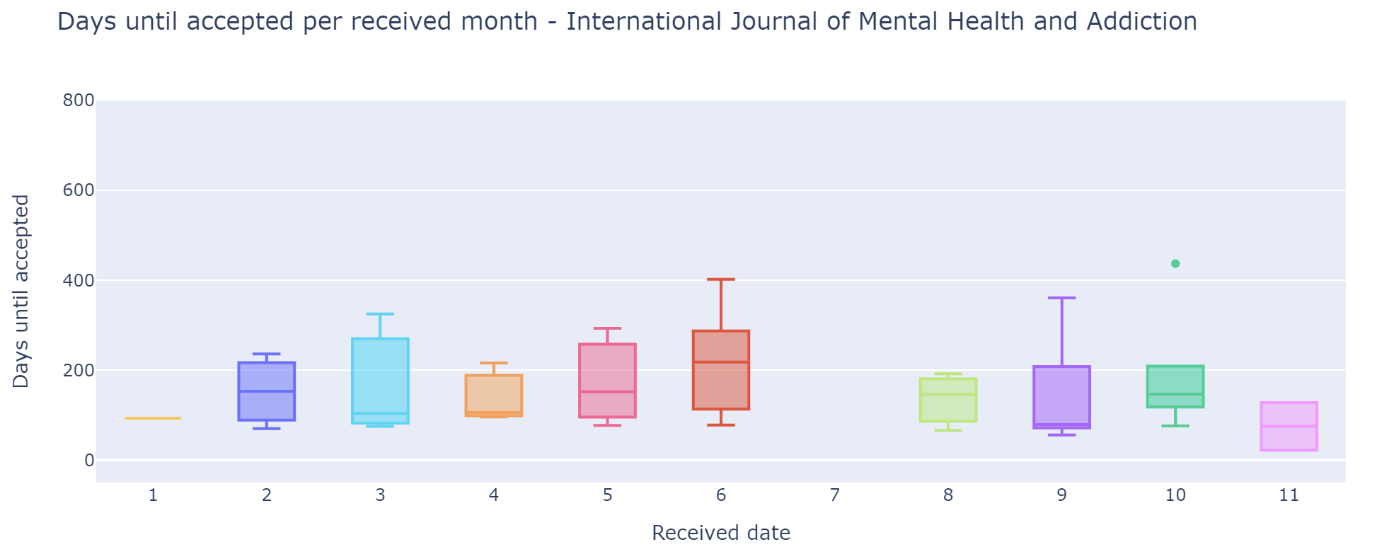 Days until accepted per received month - International Journal of Mental Health and Addiction
800
600
400
200
0
Days until accepted
1 2 3 4 5 6 7 8 9 10 11
Received date